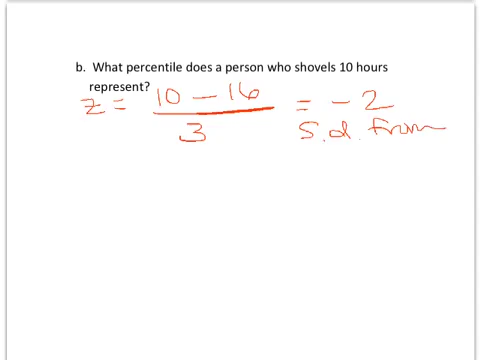 b. What percentile does a person who shovels 10 hours
represent?
z = 10 - 16 / 3 = - 2
s.d. from